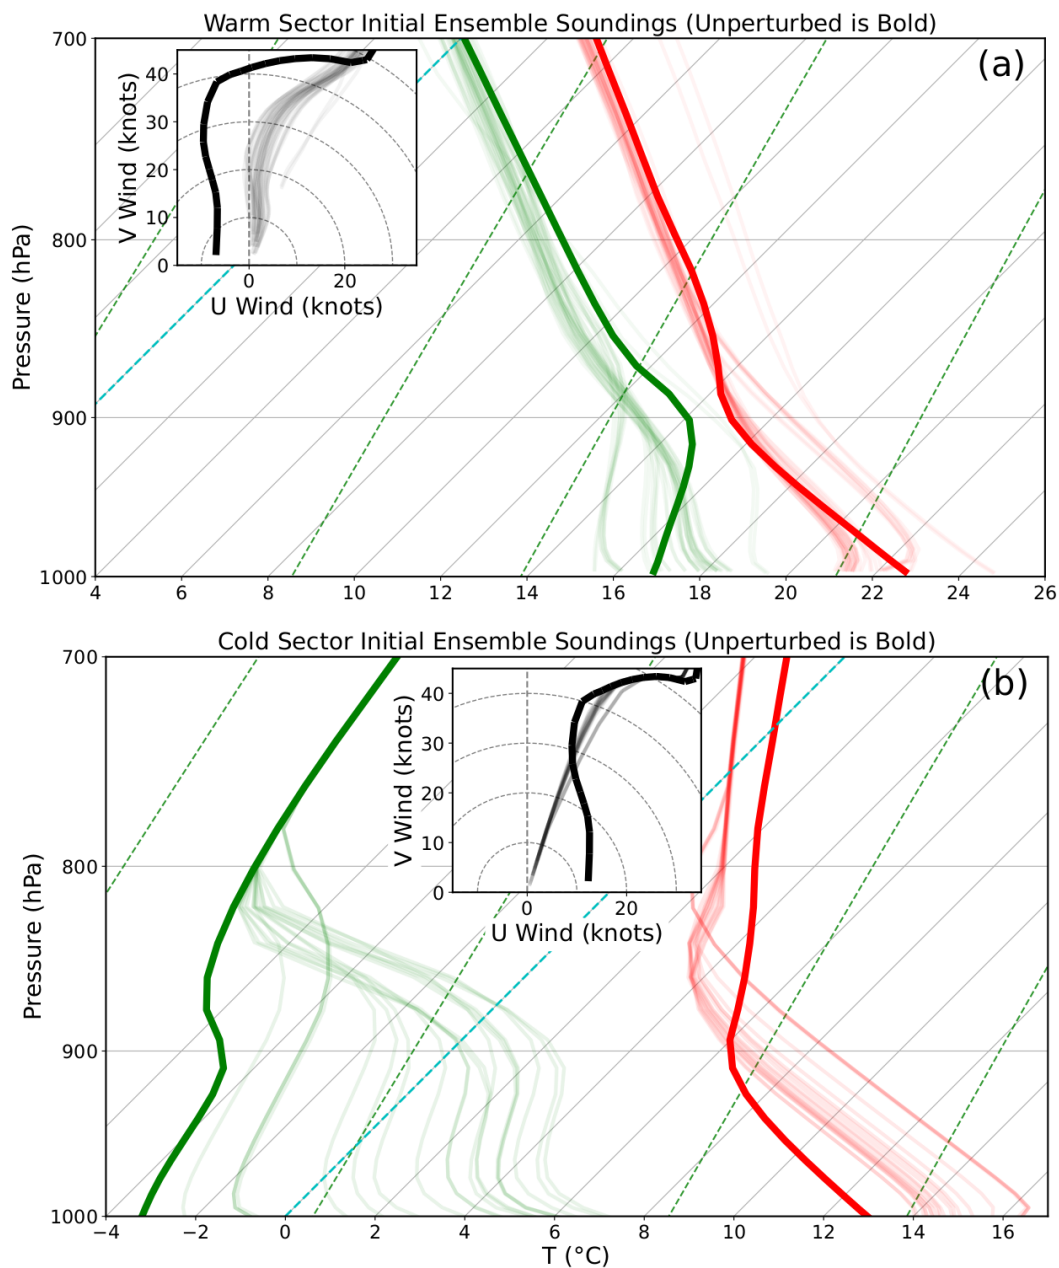 Warm Sector Initial Ensemble Soundings (Unperturbed is Bold)
700
(a)
40
30
20
10
0
V Wind (knots)
0 20
U Wind (knots)
800
Pressure (hPa)
900
1000
4 6 8 10 12 14 16 18 20 22 24 26
Cold Sector Initial Ensemble Soundings (Unperturbed is Bold)
700
(b)
40
30
20
10
0
V Wind (knots)
0 20
U Wind (knots)
800
Pressure (hPa)
900
1000
−4 −2 0 2 4 6 8 10 12 14 16
T (°C)